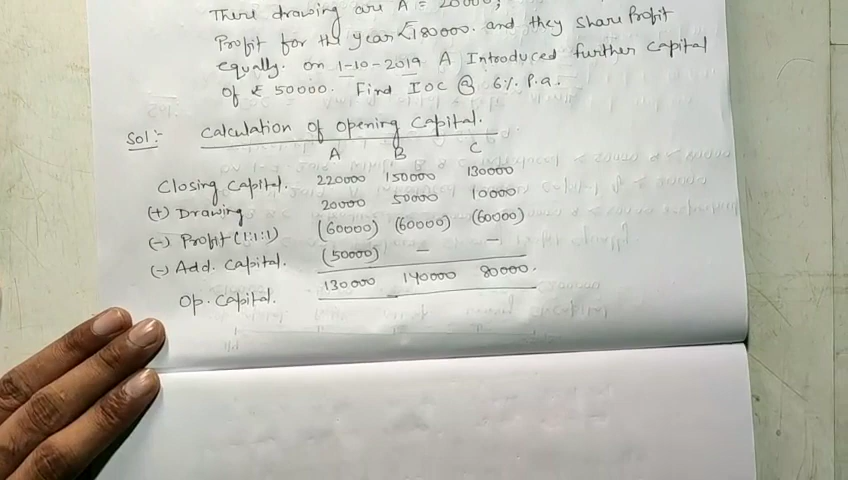 There drawing are A = 20000,
Profit for the year ₹180000. and they share Profit
equally. on 1-10-2019 A Introduced further capital
of ₹ 50000. Find IOC @ 6% P.a.
Sol:- Calculation of opening Capital.
A B C
Closing Capital. 220000 150000 130000
(+) Drawing 20000 50000 10000
(-) Profit (1:1:1) (60000) (60000) (60000)
(-) Add. Capital. (50000) - -
Op. Capital. 130000 140000 80000.